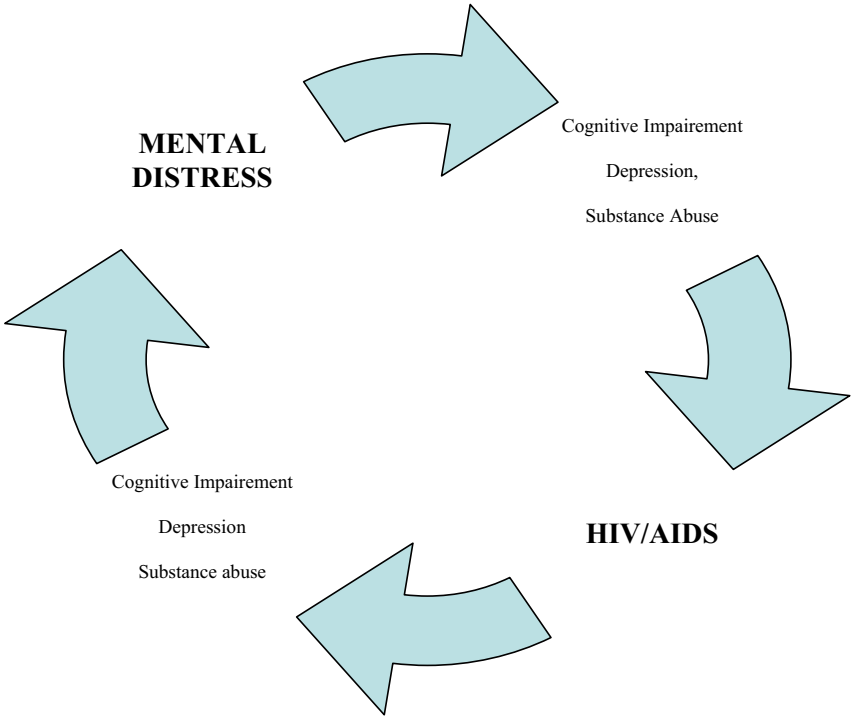 MENTAL
DISTRESS
Cognitive Impairement
Depression,
Substance Abuse
HIV/AIDS
Cognitive Impairement
Depression
Substance abuse